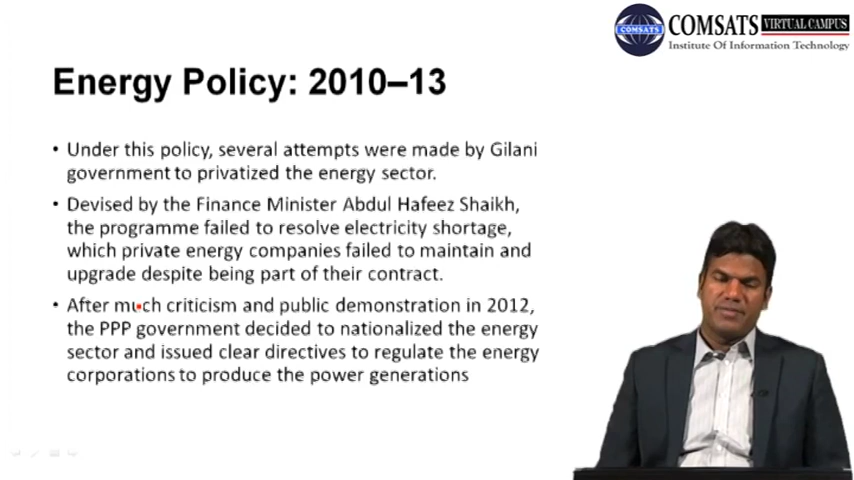 COMSATS VIRTUAL CAMPUS
COMSATS
Institute Of Information Technology
Energy Policy: 2010–13
• Under this policy, several attempts were made by Gilani
government to privatized the energy sector.
• Devised by the Finance Minister Abdul Hafeez Shaikh,
the programme failed to resolve electricity shortage,
which private energy companies failed to maintain and
upgrade despite being part of their contract.
• After much criticism and public demonstration in 2012,
the PPP government decided to nationalized the energy
sector and issued clear directives to regulate the energy
corporations to produce the power generations